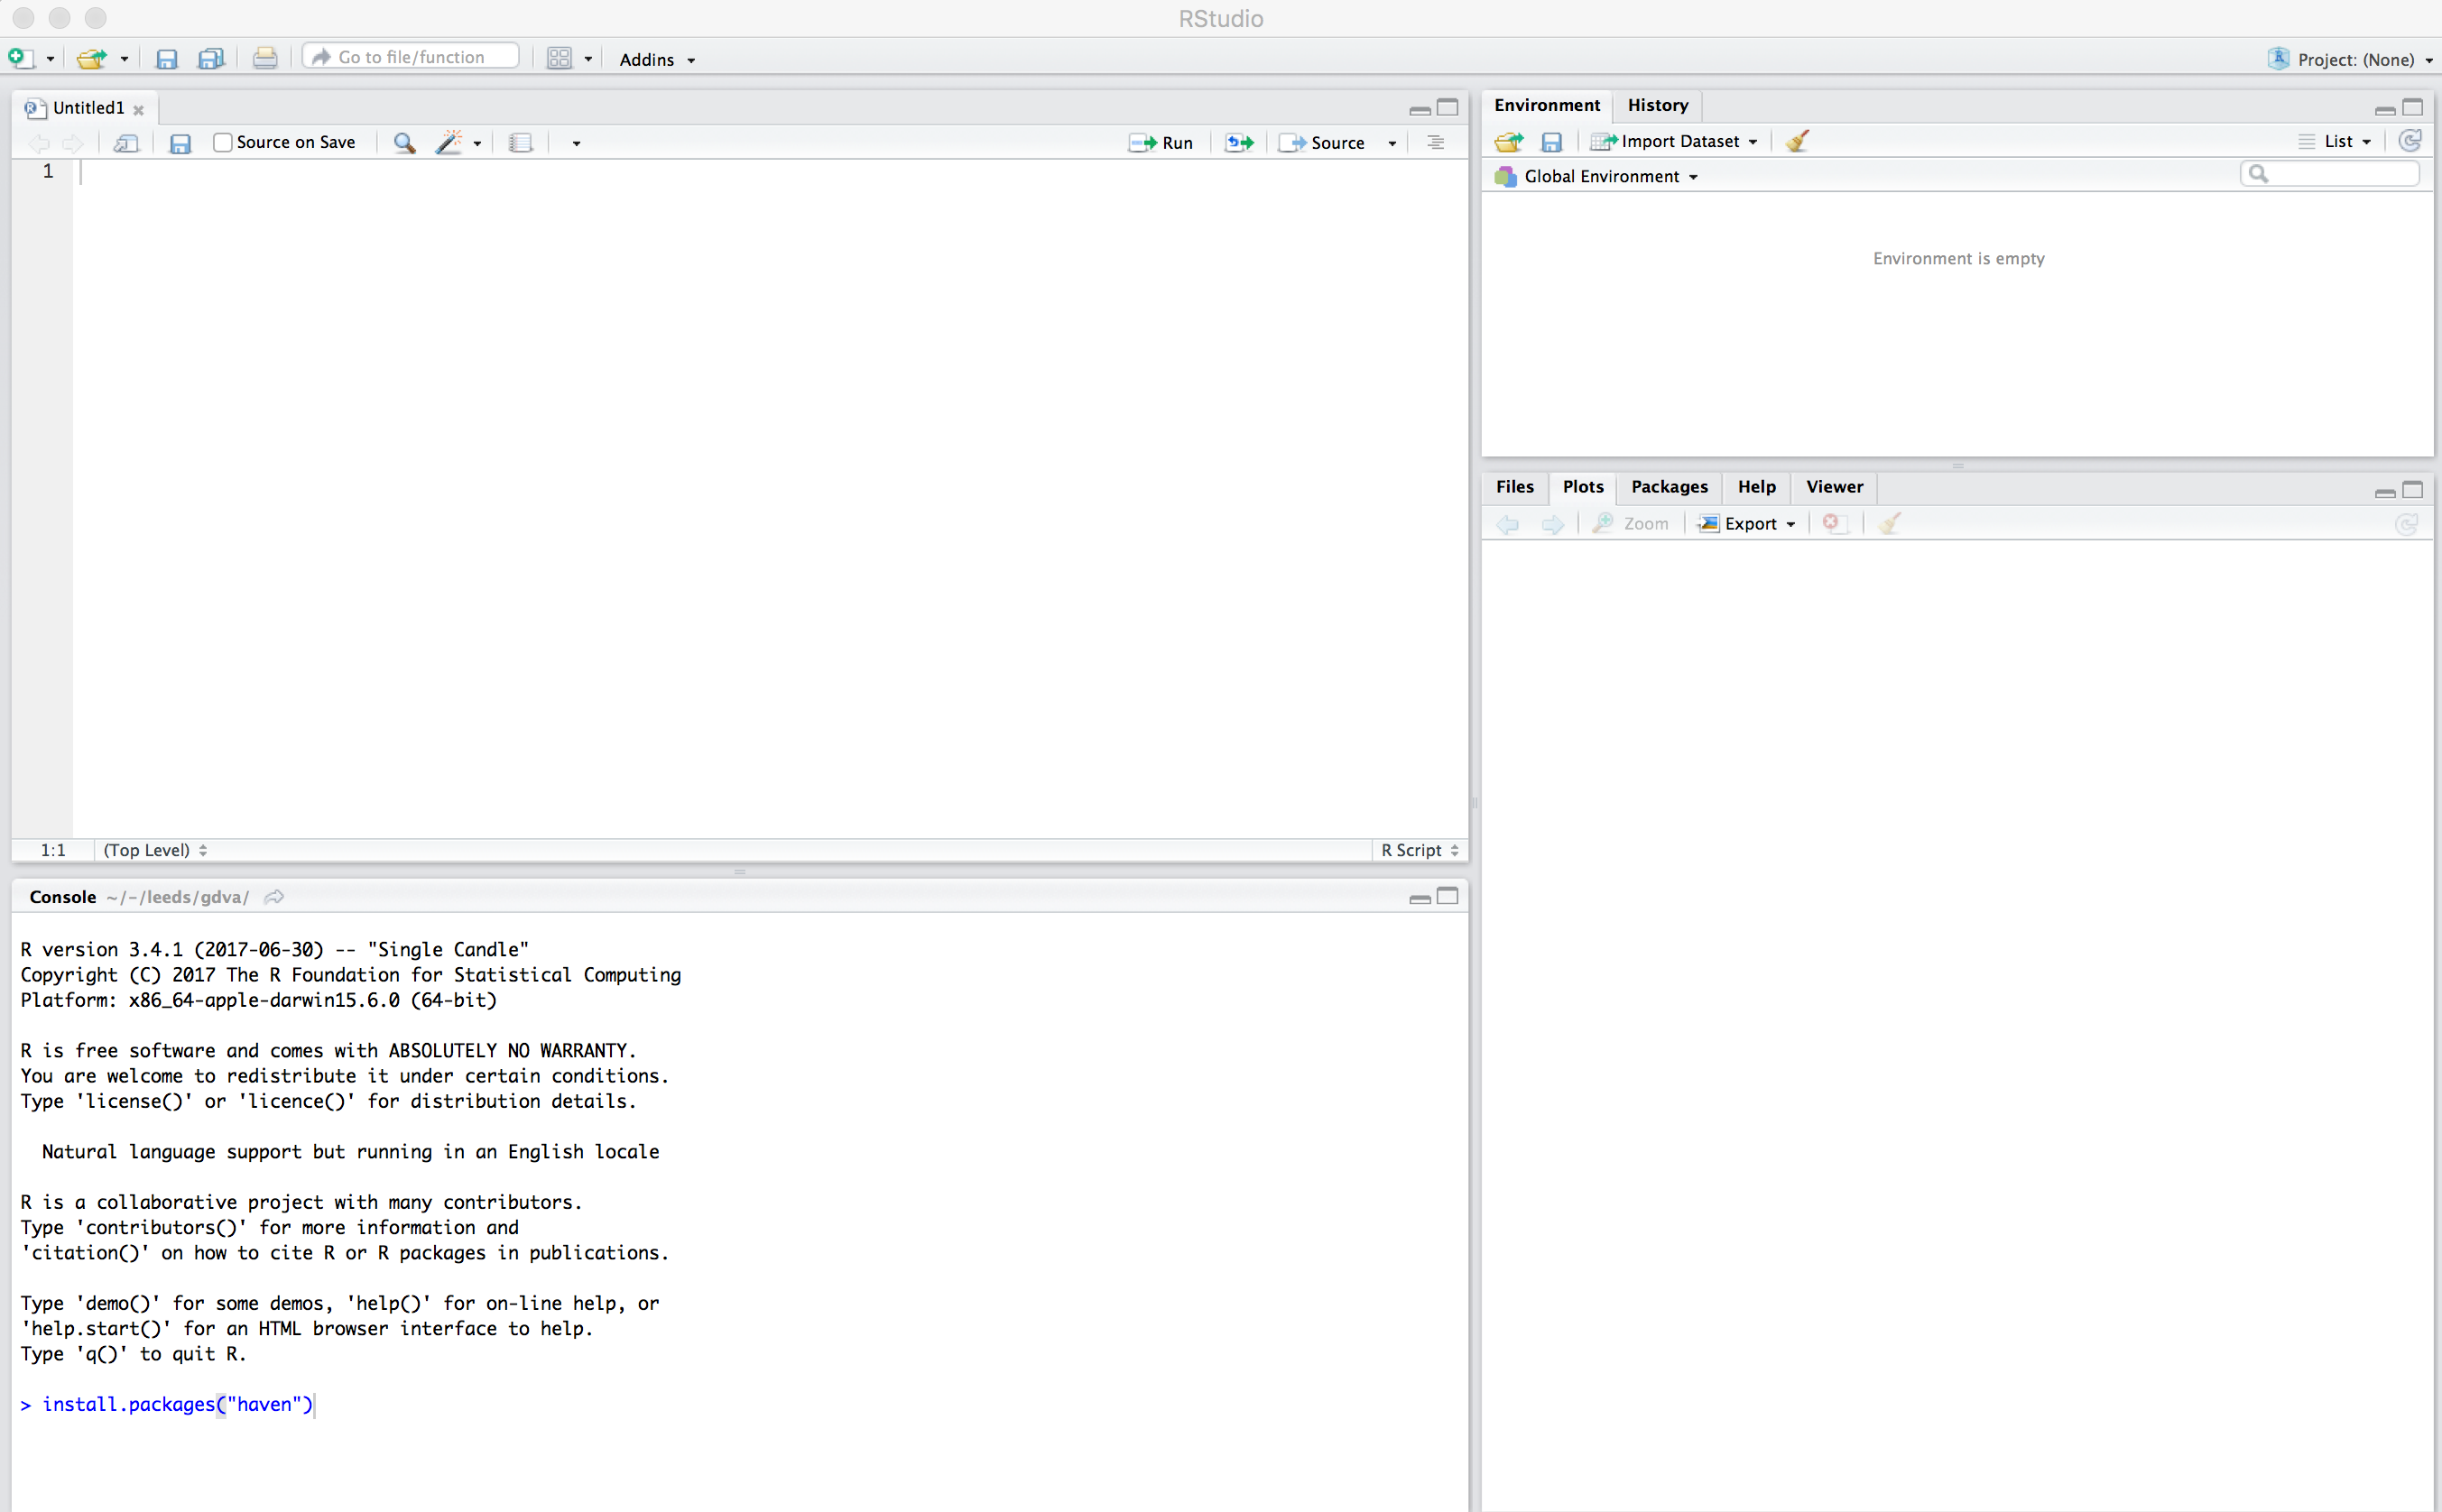 RStudio
Go to file/function
Addins
Project: (None)
Untitled1
Source on Save
Run
Source
1
1:1
(Top Level)
R Script
Console ~/-/leeds/gdva/
R version 3.4.1 (2017-06-30) -- "Single Candle"
Copyright (C) 2017 The R Foundation for Statistical Computing
Platform: x86_64-apple-darwin15.6.0 (64-bit)
R is free software and comes with ABSOLUTELY NO WARRANTY.
You are welcome to redistribute it under certain conditions.
Type 'license()' or 'licence()' for distribution details.
Natural language support but running in an English locale
R is a collaborative project with many contributors.
Type 'contributors()' for more information and
'citation()' on how to cite R or R packages in publications.
Type 'demo()' for some demos, 'help()' for on-line help, or
'help.start()' for an HTML browser interface to help.
Type 'q()' to quit R.
> install.packages("haven")
Environment History
Import Dataset
List
Global Environment
Environment is empty
Files Plots Packages Help Viewer
Zoom
Export